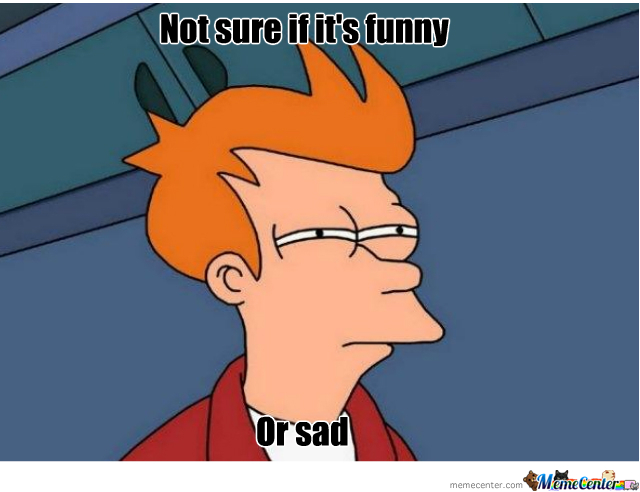 Not sure if it's funny
Or sad
memecenter.com MemeCenter